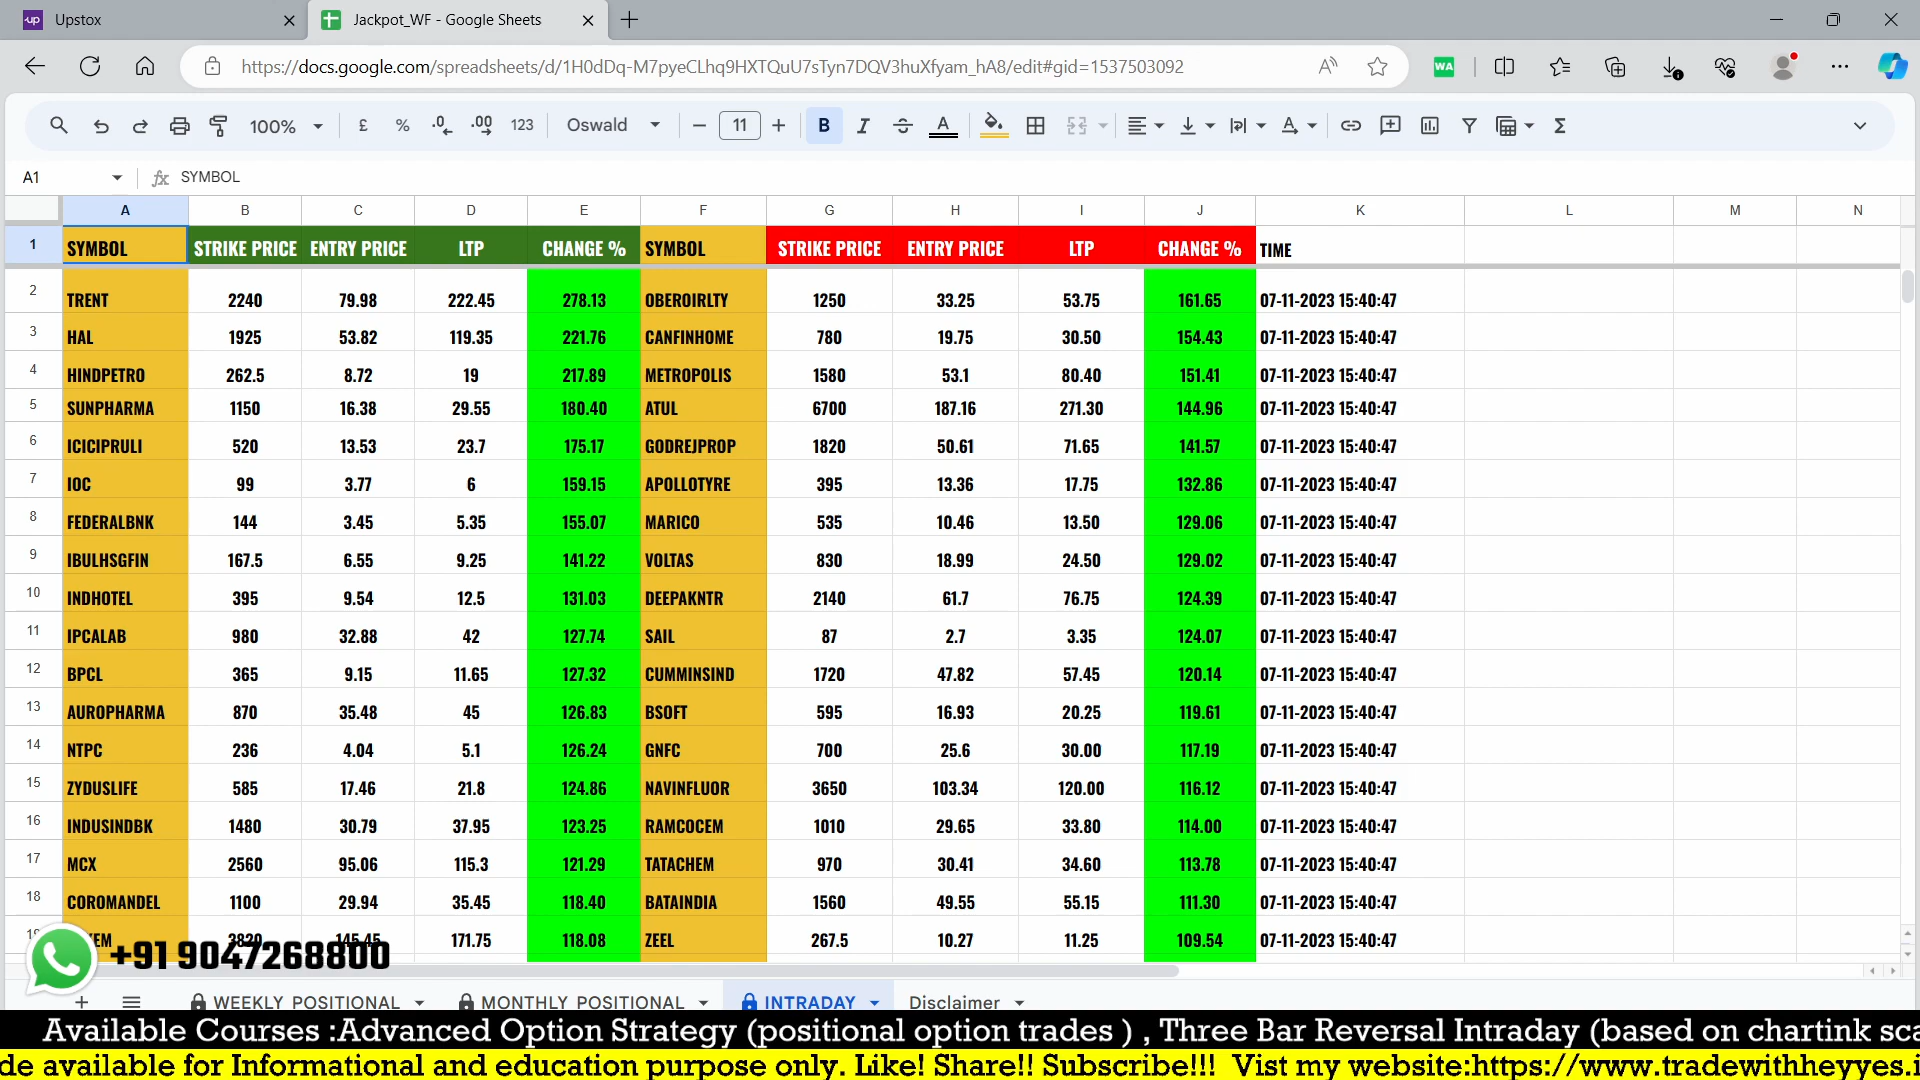 Upstox
Jackpot_WF - Google Sheets
https://docs.google.com/spreadsheets/d/1H0dDq-M7pyeCLhq9HXTQuU7sTyn7DQV3huXfyam_hA8/edit#gid=1537503092
WA
100% £ % .0 .00 123 Oswald 11 B I A
A1 fx SYMBOL
A B C D E F G H I J K L M N
1 SYMBOL STRIKE PRICE ENTRY PRICE LTP CHANGE % SYMBOL STRIKE PRICE ENTRY PRICE LTP CHANGE % TIME
2 TRENT 2240 79.98 222.45 278.13 OBEROIRLTY 1250 33.25 53.75 161.65 07-11-2023 15:40:47
3 HAL 1925 53.82 119.35 221.76 CANFINHOME 780 19.75 30.50 154.43 07-11-2023 15:40:47
4 HINDPETRO 262.5 8.72 19 217.89 METROPOLIS 1580 53.1 80.40 151.41 07-11-2023 15:40:47
5 SUNPHARMA 1150 16.38 29.55 180.40 ATUL 6700 187.16 271.30 144.96 07-11-2023 15:40:47
6 ICICIPRULI 520 13.53 23.7 175.17 GODREJPROP 1820 50.61 71.65 141.57 07-11-2023 15:40:47
7 IOC 99 3.77 6 159.15 APOLLOTYRE 395 13.36 17.75 132.86 07-11-2023 15:40:47
8 FEDERALBNK 144 3.45 5.35 155.07 MARICO 535 10.46 13.50 129.06 07-11-2023 15:40:47
9 IBULHSGFIN 167.5 6.55 9.25 141.22 VOLTAS 830 18.99 24.50 129.02 07-11-2023 15:40:47
10 INDHOTEL 395 9.54 12.5 131.03 DEEPAKNTR 2140 61.7 76.75 124.39 07-11-2023 15:40:47
11 IPCALAB 980 32.88 42 127.74 SAIL 87 2.7 3.35 124.07 07-11-2023 15:40:47
12 BPCL 365 9.15 11.65 127.32 CUMMINSIND 1720 47.82 57.45 120.14 07-11-2023 15:40:47
13 AUROPHARMA 870 35.48 45 126.83 BSOFT 595 16.93 20.25 119.61 07-11-2023 15:40:47
14 NTPC 236 4.04 5.1 126.24 GNFC 700 25.6 30.00 117.19 07-11-2023 15:40:47
15 ZYDUSLIFE 585 17.46 21.8 124.86 NAVINFLUOR 3650 103.34 120.00 116.12 07-11-2023 15:40:47
16 INDUSINDBK 1480 30.79 37.95 123.25 RAMCOCEM 1010 29.65 33.80 114.00 07-11-2023 15:40:47
17 MCX 2560 95.06 115.3 121.29 TATACHEM 970 30.41 34.60 113.78 07-11-2023 15:40:47
18 COROMANDEL 1100 29.94 35.45 118.40 BATAINDIA 1560 49.55 55.15 111.30 07-11-2023 15:40:47
3820 145.45 171.75 118.08 ZEEL 267.5 10.27 11.25 109.54 07-11-2023 15:40:47
+91 9047268800
WEEKLY POSITIONAL MONTHLY POSITIONAL INTRADAY Disclaimer
Available Courses :Advanced Option Strategy (positional option trades ) , Three Bar Reversal Intraday (based on chartink sca
de available for Informational and education purpose only. Like! Share!! Subscribe!!! Vist my website:https://www.tradewithheyyes.i